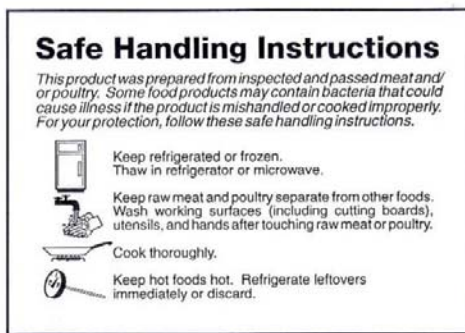 Safe Handling Instructions
This product was prepared from inspected and passed meat and/
or poultry. Some food products may contain bacteria that could
cause illness if the product is mishandled or cooked improperly.
For your protection, follow these safe handling instructions.
Keep refrigerated or frozen.
Thaw in refrigerator or microwave.
Keep raw meat and poultry separate from other foods.
Wash working surfaces (including cutting boards),
utensils, and hands after touching raw meat or poultry.
Cook thoroughly.
Keep hot foods hot. Refrigerate leftovers
immediately or discard.